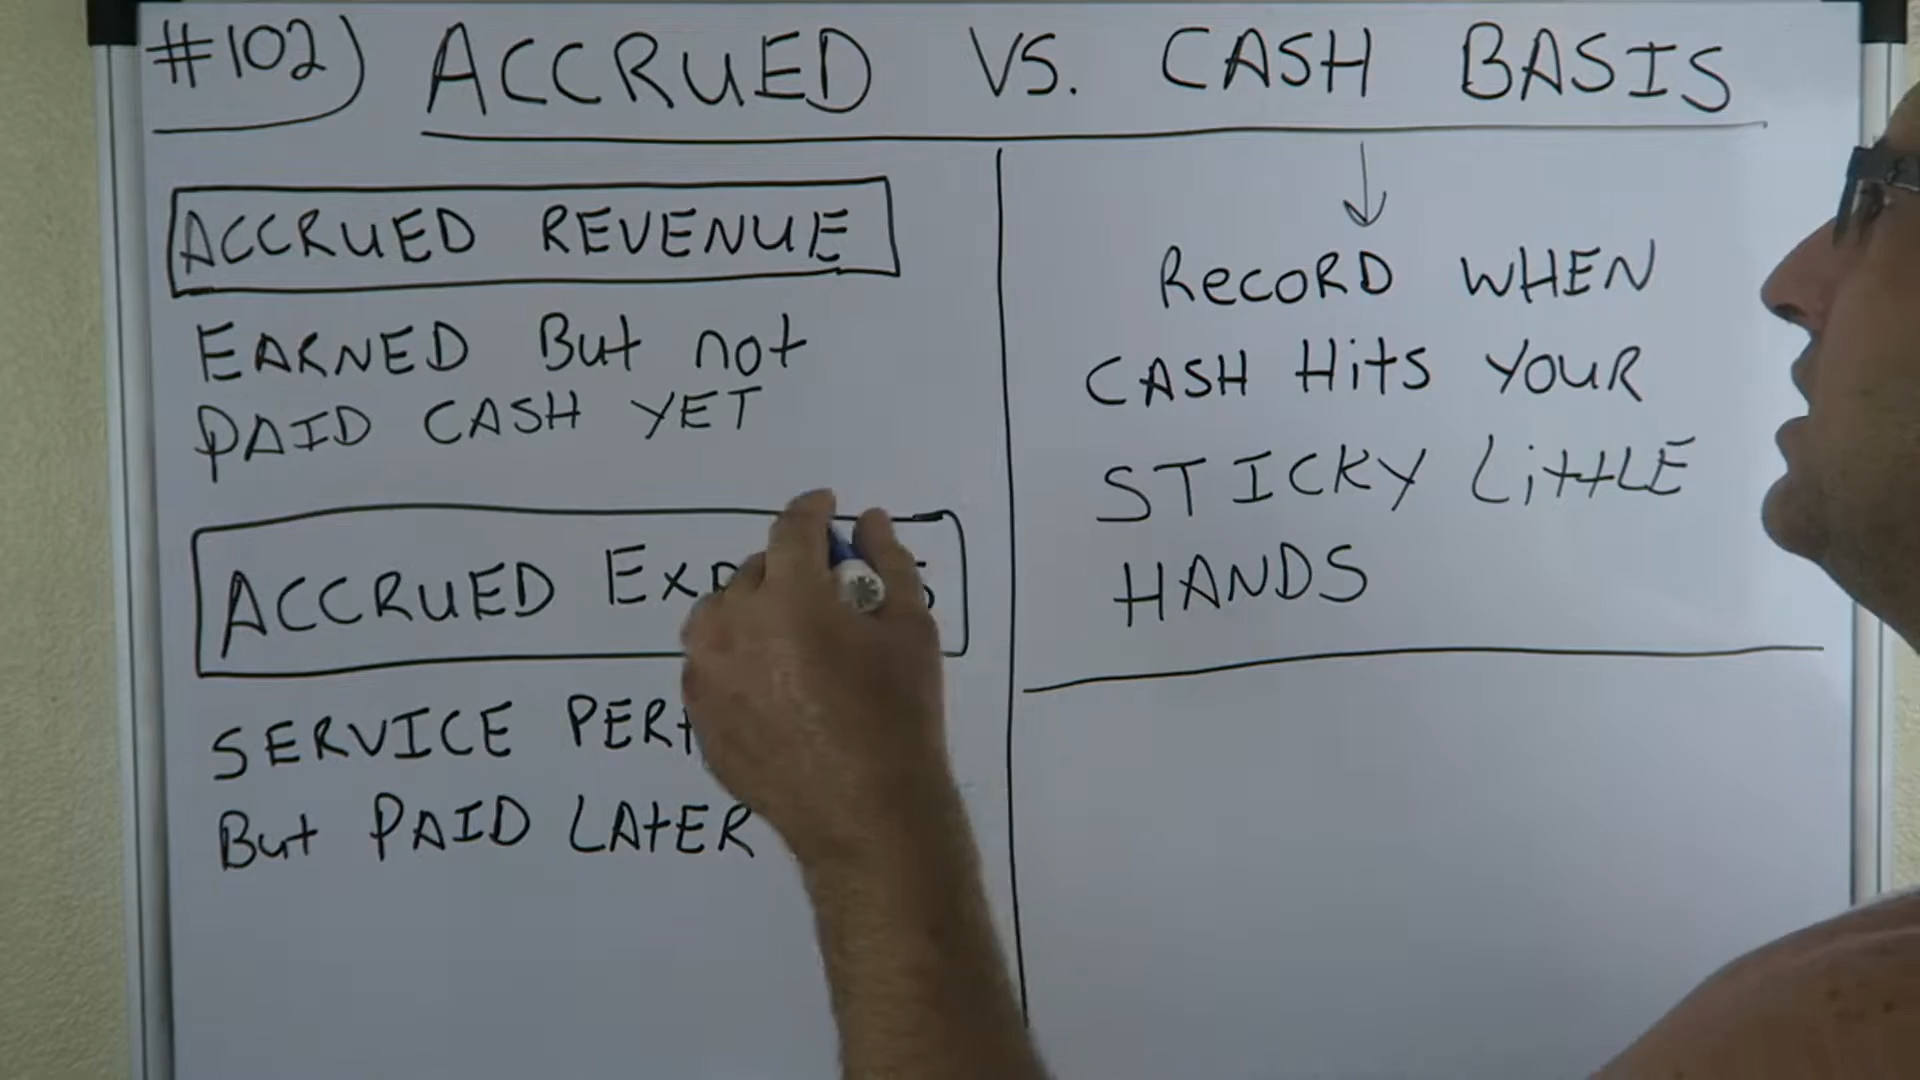 #102) ACCRUED VS. CASH BASIS
ACCRUED REVENUE
EARNED But not
PAID CASH YET
ACCRUED
SERVICE
But PAID LAtER
RecoRD WHEN
CASH Hits YOUR
STICKY LittLE
HANDS